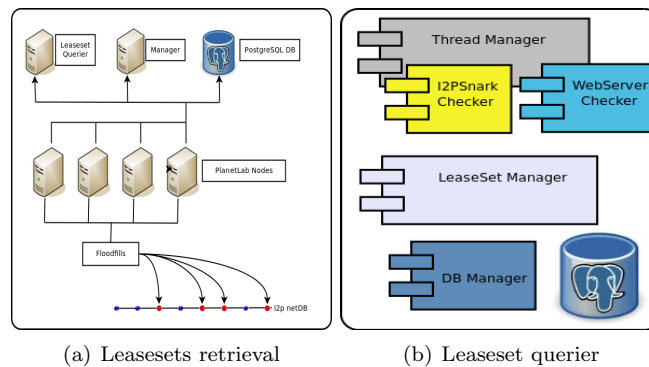 Leaseset
Querier
Manager
PostgreSQL DB
PlanetLab Nodes
Floodfills
I2p netDB
(a) Leasesets retrieval
Thread Manager
I2PSnark
Checker
WebServer
Checker
LeaseSet Manager
DB Manager
(b) Leaseset querier